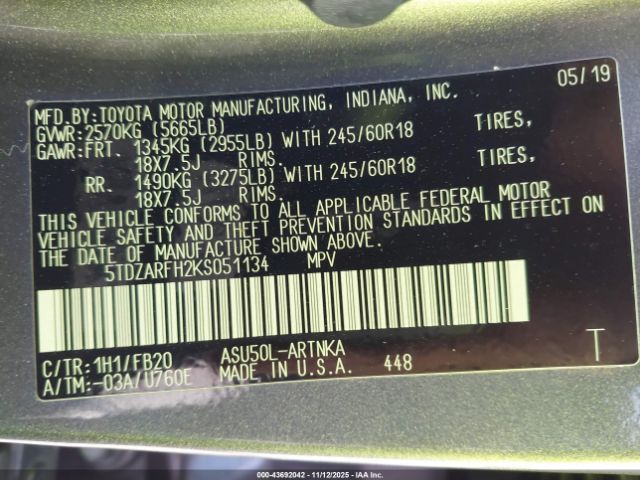 05/19
MFD.BY:TOYOTA MOTOR MANUFACTURING, INDIANA, INC.
GVWR:2570KG (5665LB)
GAWR:FRT. 1345KG (2955LB) WITH 245/60R18 TIRES,
18X7.5J RIMS.
RR. 1490KG (3275LB) WITH 245/60R18 TIRES,
18X7.5J RIMS.
THIS VEHICLE CONFORMS TO ALL APPLICABLE FEDERAL MOTOR
VEHICLE SAFETY AND THEFT PREVENTION STANDARDS IN EFFECT ON
THE DATE OF MANUFACTURE SHOWN ABOVE.
5TDZARFH2KS051134 MPV
C/TR:1H1/FB20 ASU50L-ARTNKA T
A/TM:-03A/U760E MADE IN U.S.A. 448
000-43692042 - 11/12/2025 - IAA Inc.